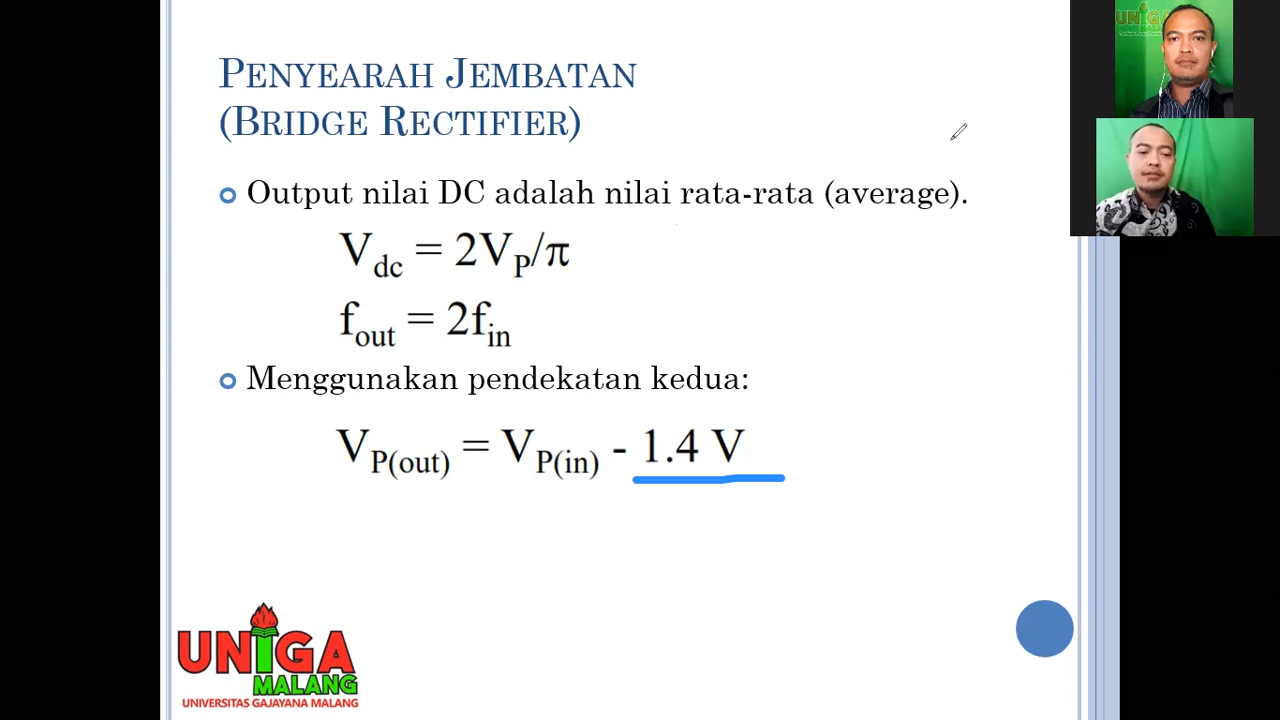 PENYEARAH JEMBATAN
(BRIDGE RECTIFIER)
Output nilai DC adalah nilai rata-rata (average).
V_dc = 2V_P/π
f_out = 2f_in
Menggunakan pendekatan kedua:
V_P(out) = V_P(in) - 1.4 V
UNIGA
MALANG
UNIVERSITAS GAJAYANA MALANG
UNIGA